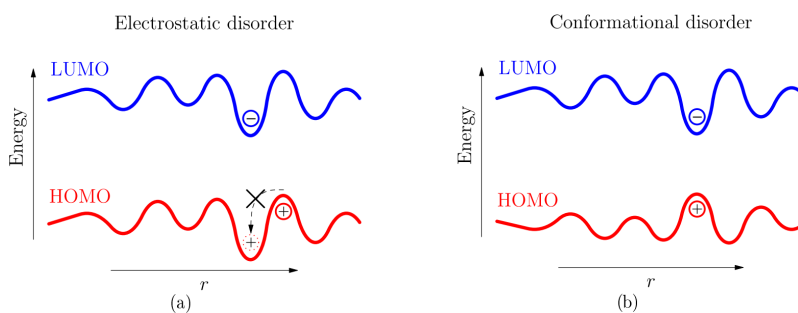 Electrostatic disorder
LUMO
−
Energy
HOMO
+
+
r
(a)
Conformational disorder
LUMO
−
Energy
HOMO
+
r
(b)